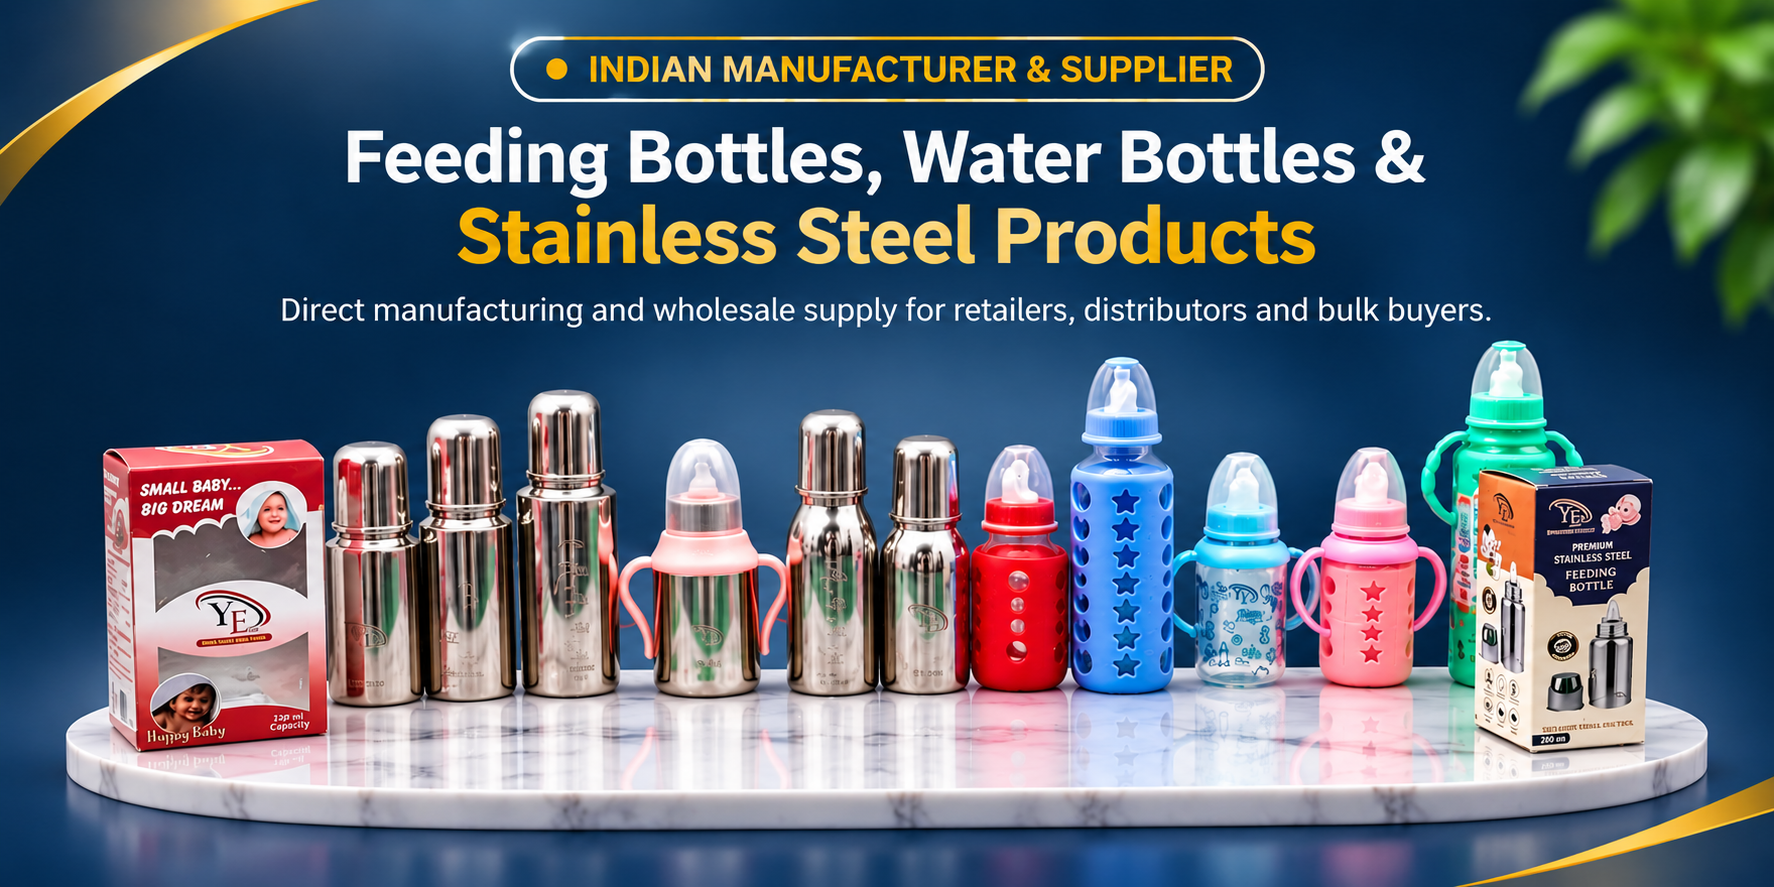 INDIAN MANUFACTURER & SUPPLIER
Feeding Bottles, Water Bottles &
Stainless Steel Products
Direct manufacturing and wholesale supply for retailers, distributors and bulk buyers.
SMALL BABY...
BIG DREAM
YE
Happy Baby
Capacity
YE
PREMIUM
STAINLESS STEEL
FEEDING
BOTTLE